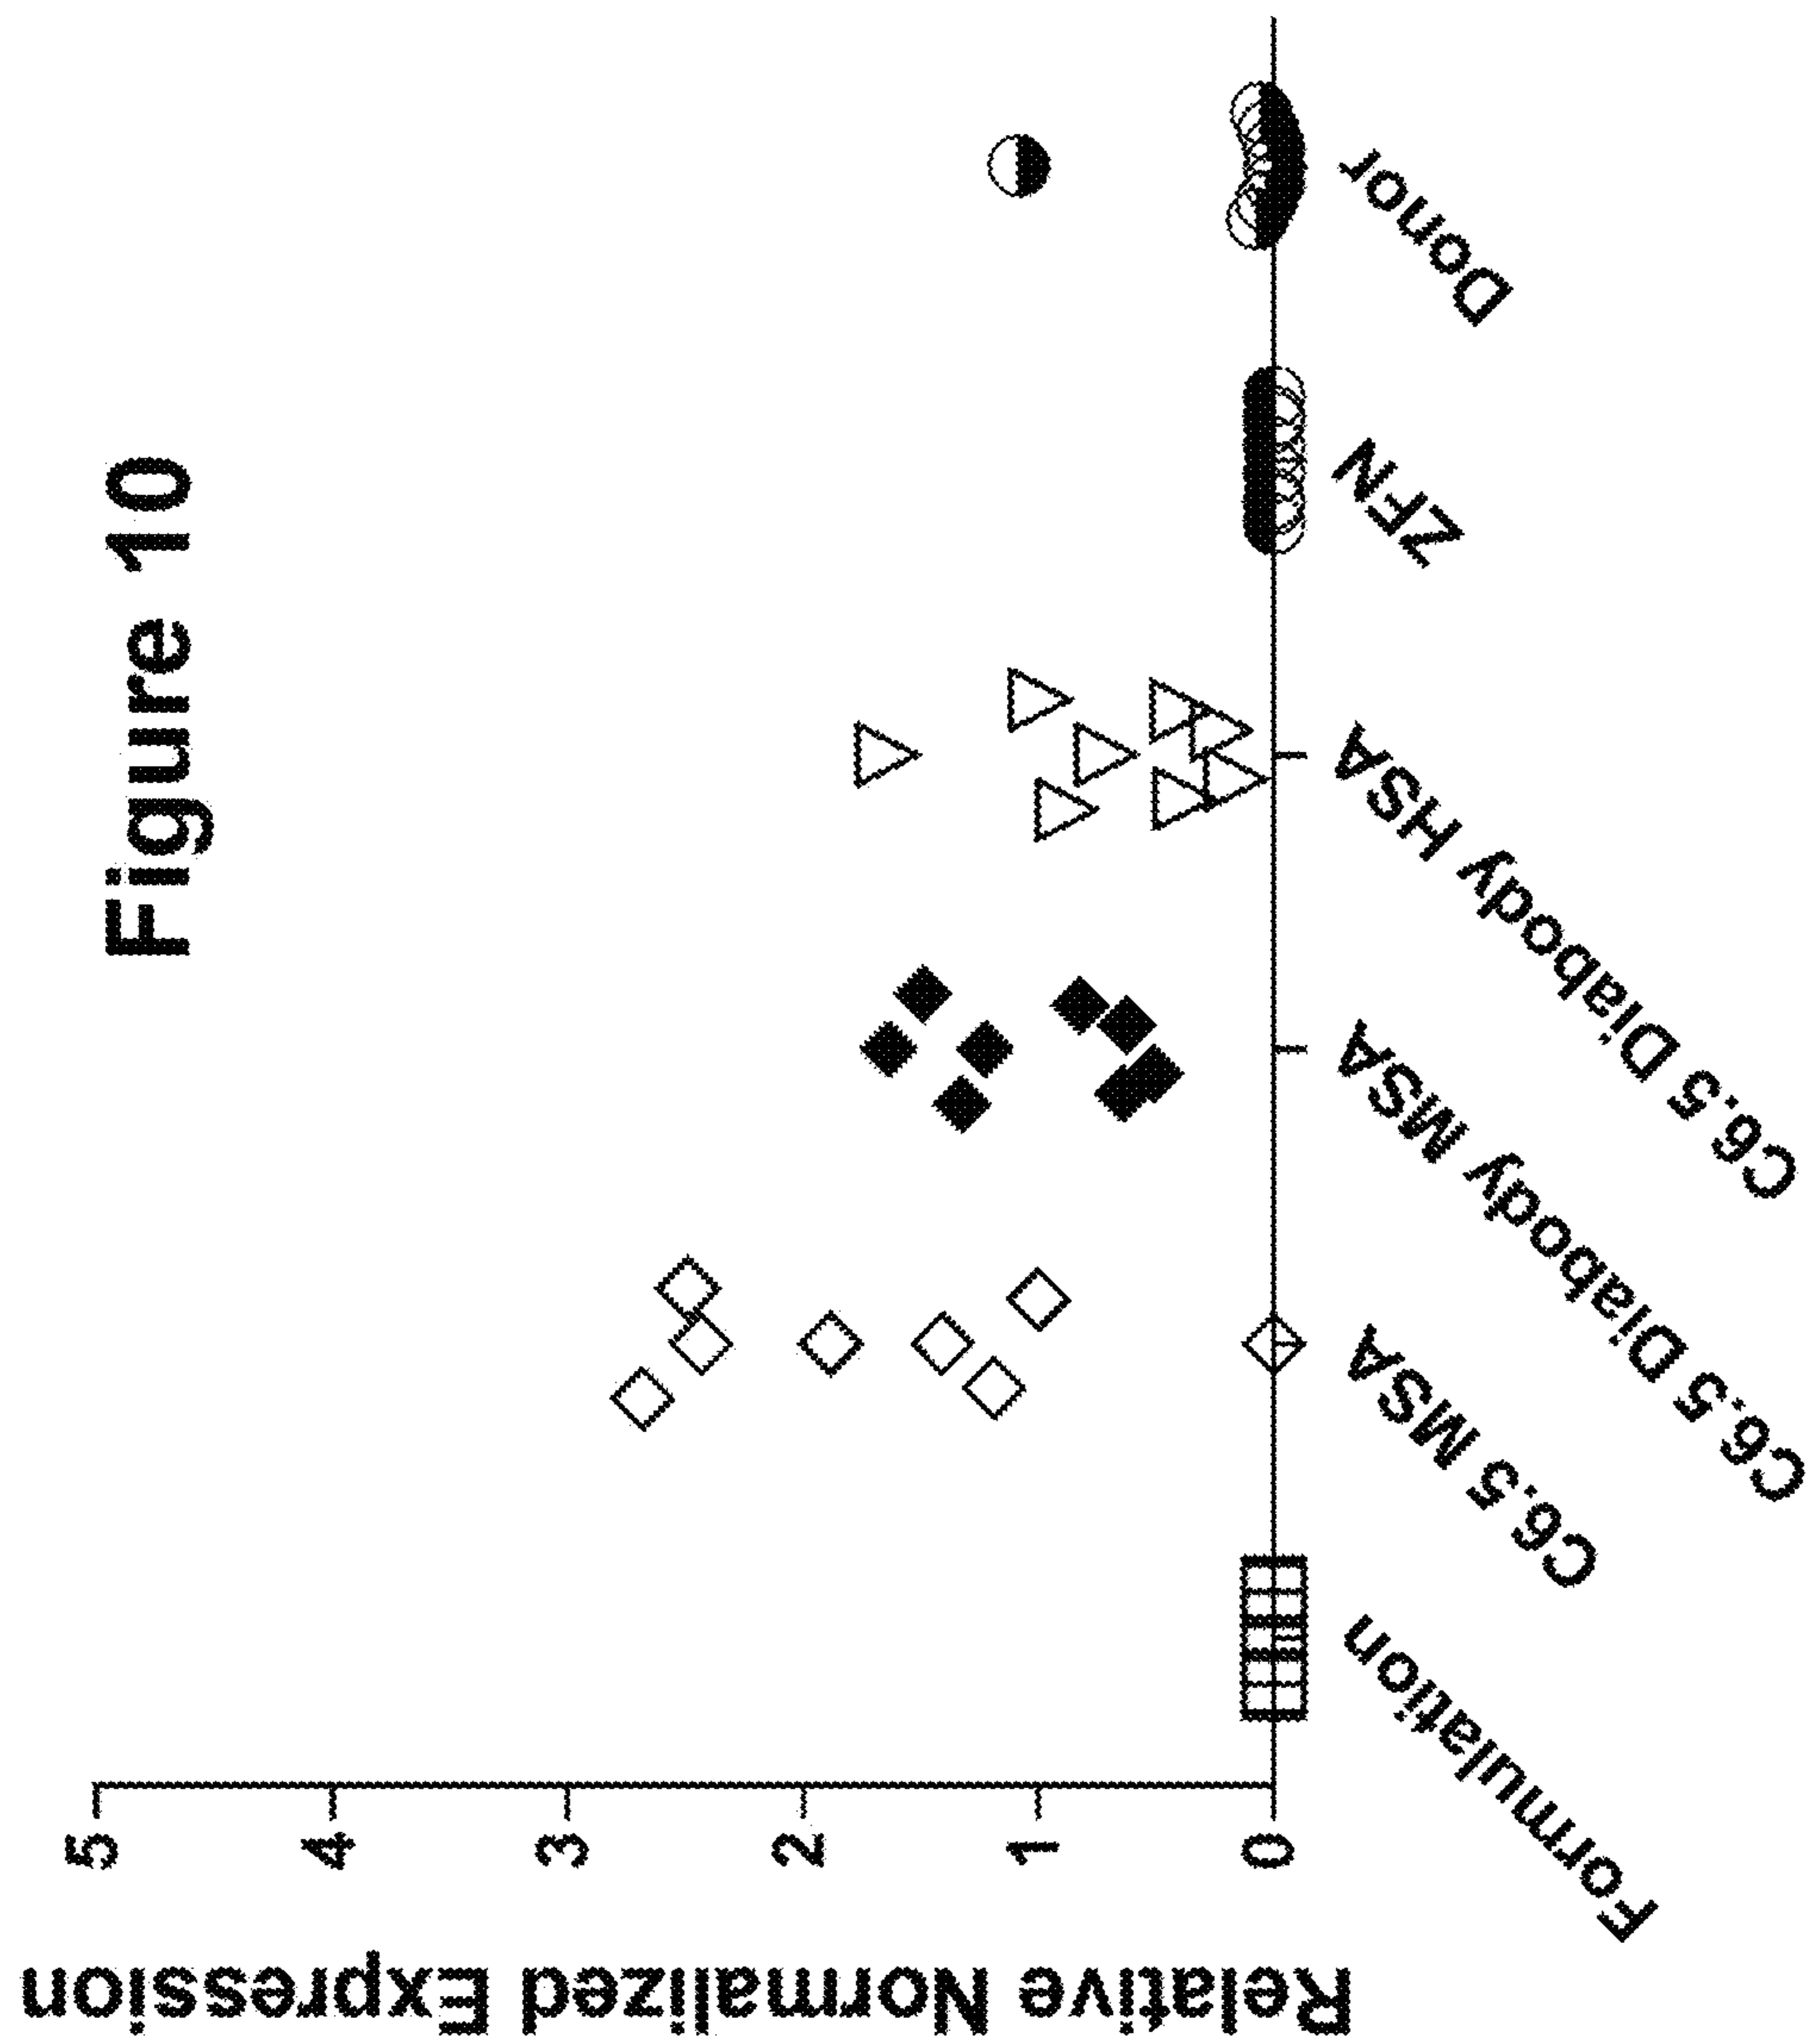 Figure 10
Relative Normalized Expression
5
4
3
2
1
0
Formulation
C6.5 MSA
C6.5 Diabody MSA
C6.5 Diabody HSA
ZFN
Donor